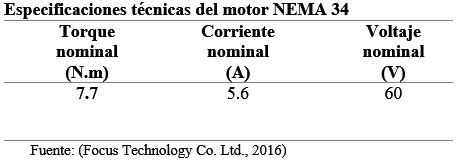 Especificaciones técnicas del motor NEMA 34
Torque nominal (N.m) Corriente nominal (A) Voltaje nominal (V)
7.7 5.6 60
Fuente: (Focus Technology Co. Ltd., 2016)